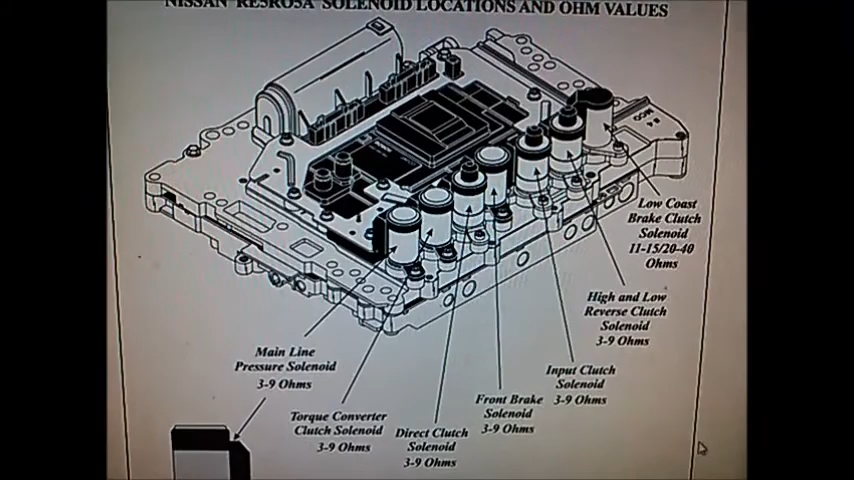 NISSAN RE5R05A SOLENOID LOCATIONS AND OHM VALUES
Low Coast
Brake Clutch
Solenoid
11-15/20-40
Ohms
High and Low
Reverse Clutch
Solenoid
3-9 Ohms
Input Clutch
Solenoid
3-9 Ohms
Front Brake
Solenoid
3-9 Ohms
Direct Clutch
Solenoid
3-9 Ohms
Torque Converter
Clutch Solenoid
3-9 Ohms
Main Line
Pressure Solenoid
3-9 Ohms